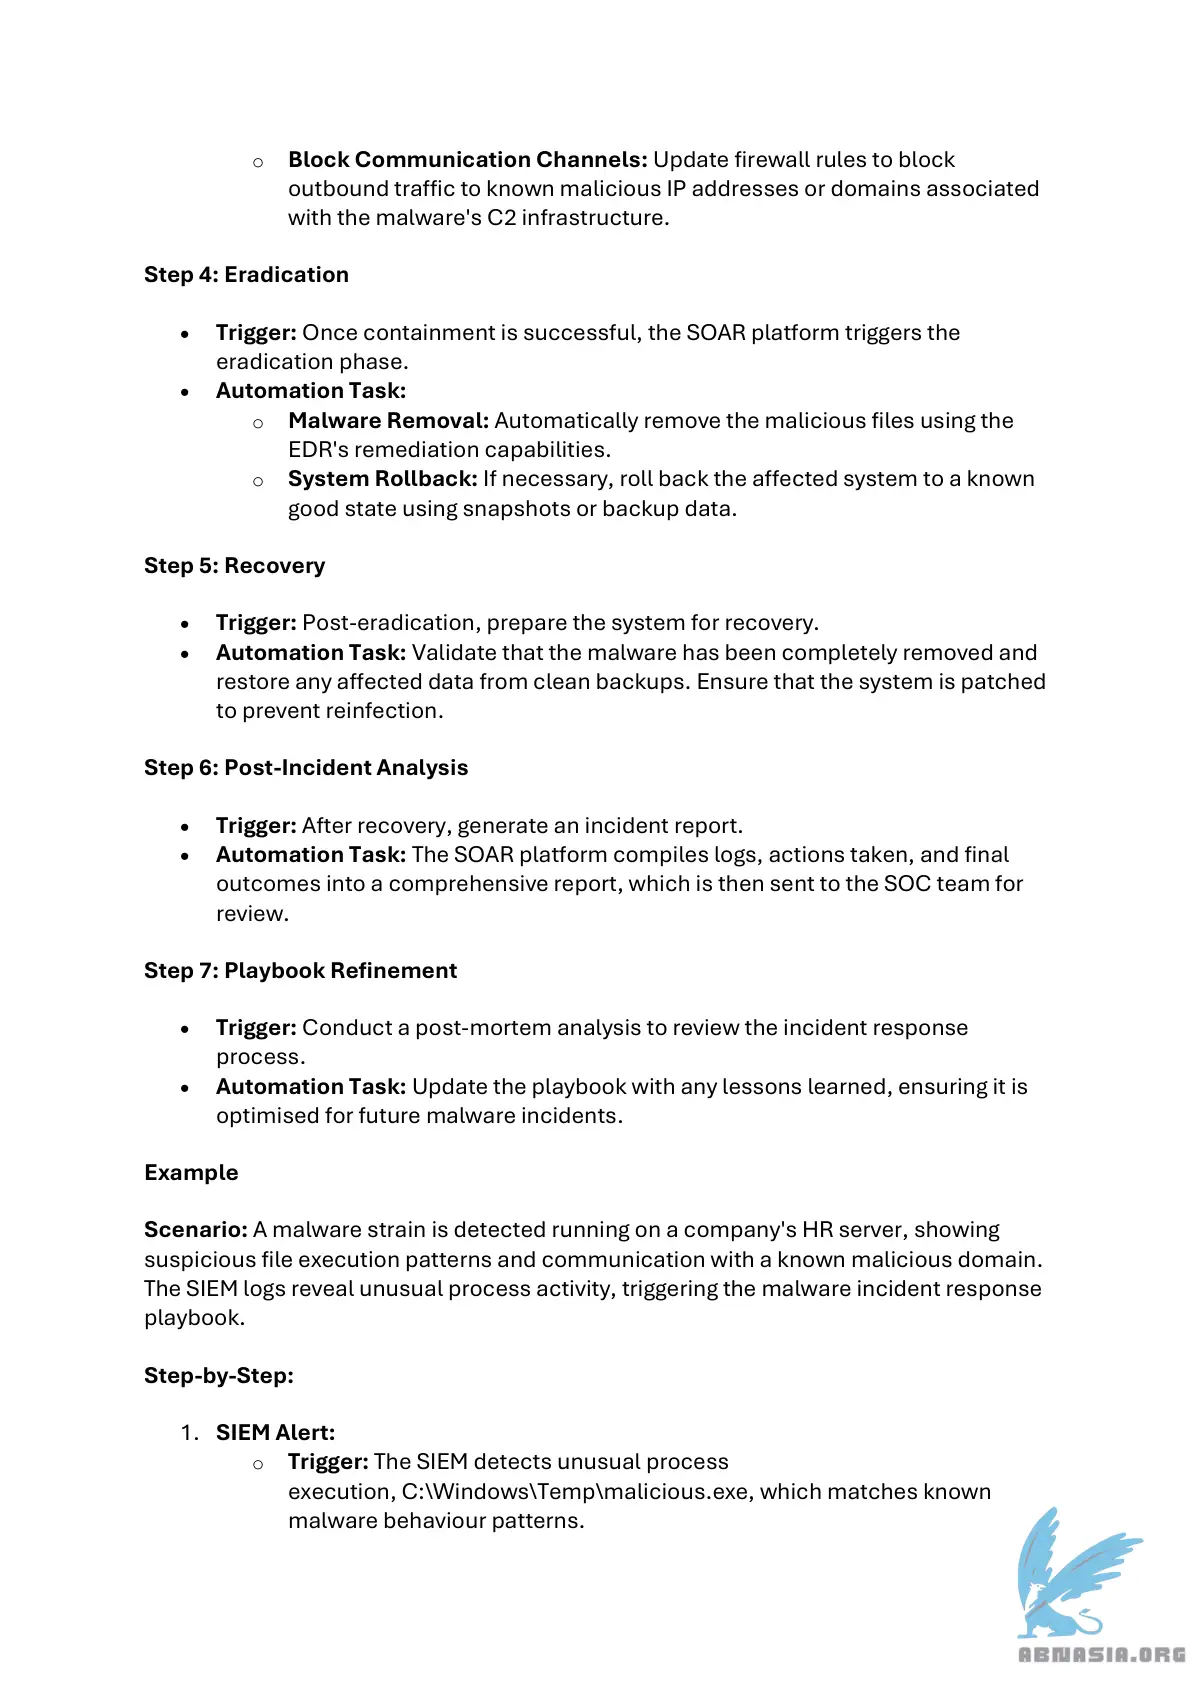 ○ Block Communication Channels: Update firewall rules to block
outbound traffic to known malicious IP addresses or domains associated
with the malware's C2 infrastructure.
Step 4: Eradication
• Trigger: Once containment is successful, the SOAR platform triggers the
eradication phase.
• Automation Task:
○ Malware Removal: Automatically remove the malicious files using the
EDR's remediation capabilities.
○ System Rollback: If necessary, roll back the affected system to a known
good state using snapshots or backup data.
Step 5: Recovery
• Trigger: Post-eradication, prepare the system for recovery.
• Automation Task: Validate that the malware has been completely removed and
restore any affected data from clean backups. Ensure that the system is patched
to prevent reinfection.
Step 6: Post-Incident Analysis
• Trigger: After recovery, generate an incident report.
• Automation Task: The SOAR platform compiles logs, actions taken, and final
outcomes into a comprehensive report, which is then sent to the SOC team for
review.
Step 7: Playbook Refinement
• Trigger: Conduct a post-mortem analysis to review the incident response
process.
• Automation Task: Update the playbook with any lessons learned, ensuring it is
optimised for future malware incidents.
Example
Scenario: A malware strain is detected running on a company's HR server, showing
suspicious file execution patterns and communication with a known malicious domain.
The SIEM logs reveal unusual process activity, triggering the malware incident response
playbook.
Step-by-Step:
1. SIEM Alert:
○ Trigger: The SIEM detects unusual process
execution, C:\Windows\Temp\malicious.exe, which matches known
malware behaviour patterns.
ABNASIA.ORG